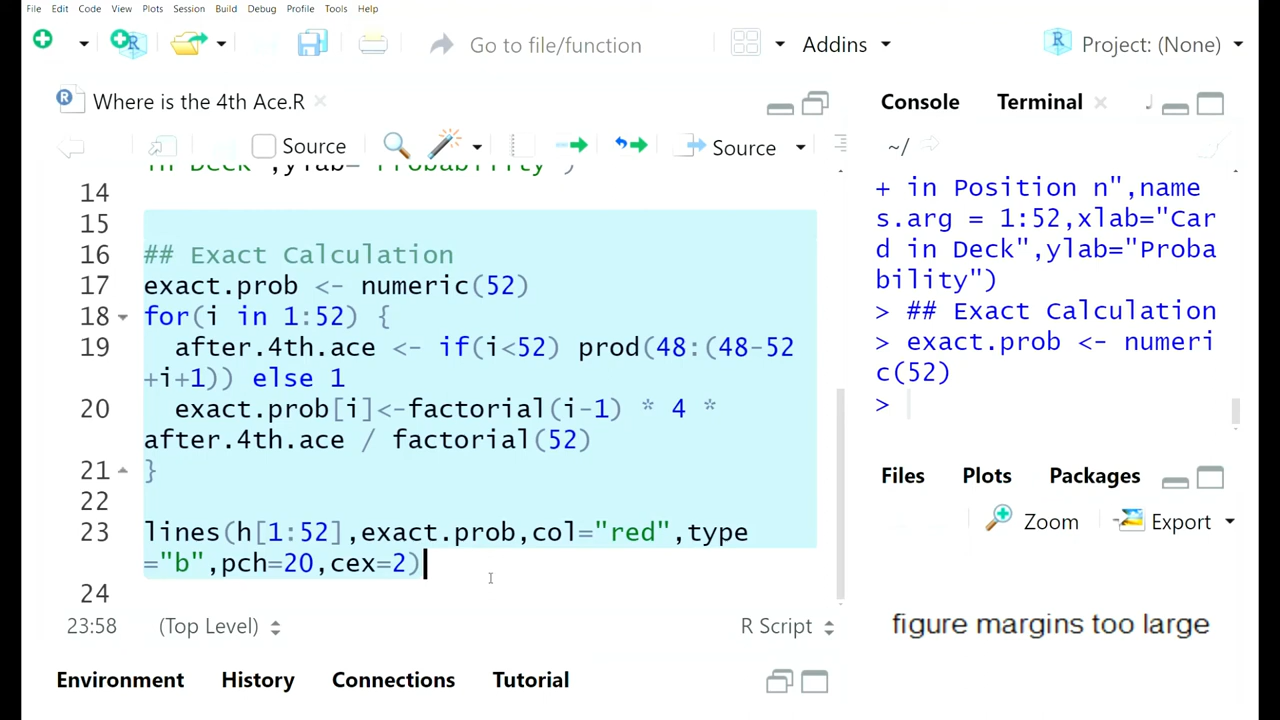 File Edit Code View Plots Session Build Debug Profile Tools Help
Go to file/function
Addins
Project: (None)
Where is the 4th Ace.R
Source
Source
in Deck",ylab="Probability")
14
15
16 ## Exact Calculation
17 exact.prob <- numeric(52)
18 for(i in 1:52) {
19 after.4th.ace <- if(i<52) prod(48:(48-52
+i+1)) else 1
20 exact.prob[i]<-factorial(i-1) * 4 *
after.4th.ace / factorial(52)
21 }
22
23 lines(h[1:52],exact.prob,col="red",type
="b",pch=20,cex=2)
24
23:58 (Top Level) R Script
Environment History Connections Tutorial
Console Terminal
~/
+ in Position n",name
s.arg = 1:52,xlab="Car
d in Deck",ylab="Proba
bility")
> ## Exact Calculation
> exact.prob <- numeri
c(52)
>
Files Plots Packages
Zoom Export
figure margins too large